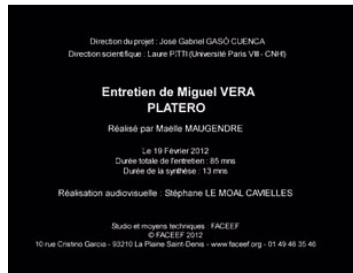 Direction du projet : José Gabriel GASÓ CUENCA
Direction scientifique : Laure PITTI (Université Paris VIII - CNHI)
Entretien de Miguel VERA
PLATERO
Réalisé par Maëlle MAUGENDRE
Le 19 Février 2012
Durée totale de l'entretien : 85 mns
Durée de la synthèse : 13 mns
Réalisation audiovisuelle : Stéphane LE MOAL CAVIELLES
Studio et moyens techniques : FACEEF
© FACEEF 2012
10 rue Cristino Garcia - 93210 La Plaine Saint-Denis - www.faceef.org - 01 49 46 35 46